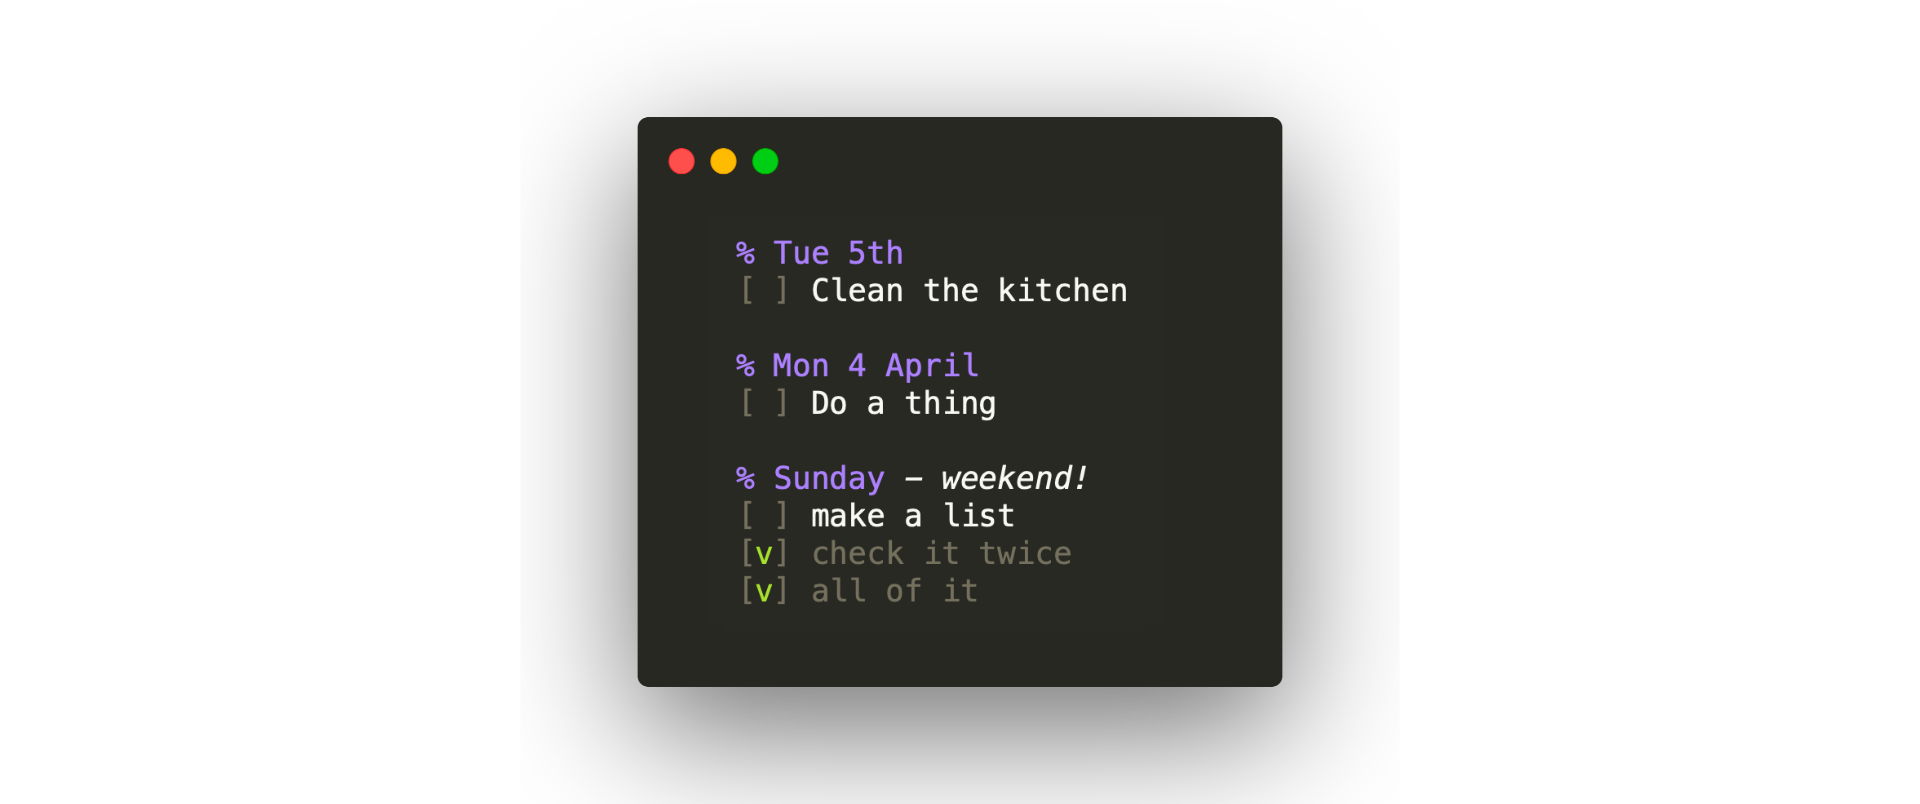 % Tue 5th
[ ] Clean the kitchen
% Mon 4 April
[ ] Do a thing
% Sunday – weekend!
[ ] make a list
[v] check it twice
[v] all of it